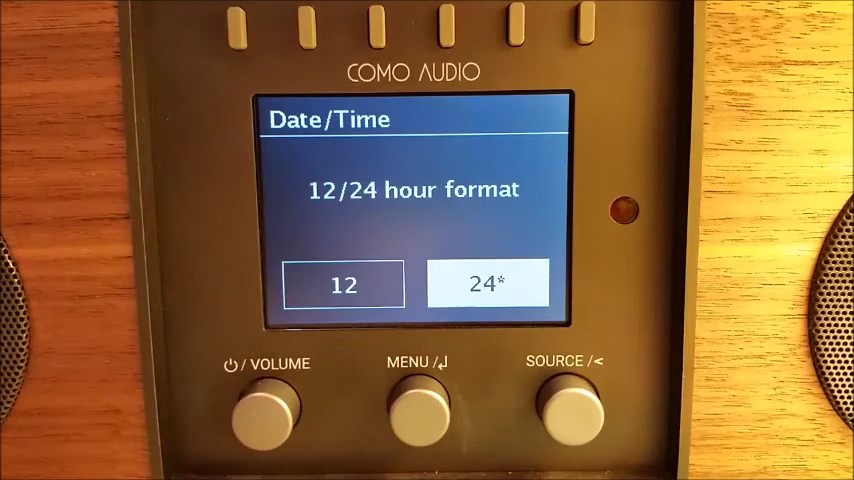 COMO AUDIO
Date/Time
12/24 hour format
12 24*
/ VOLUME MENU / SOURCE / <